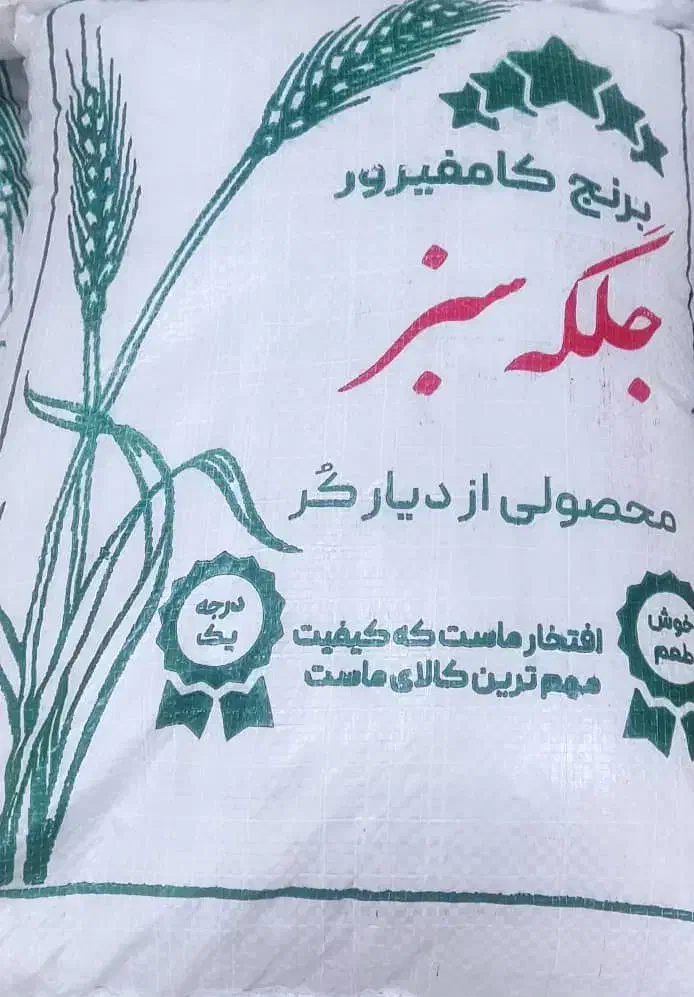 برنج کامفیرور
جلگه سبز
محصولی از دیار کُر
درجه
یک
افتخار ماست که کیفیت
مهم ترین کالای ماست
خوش
طعم